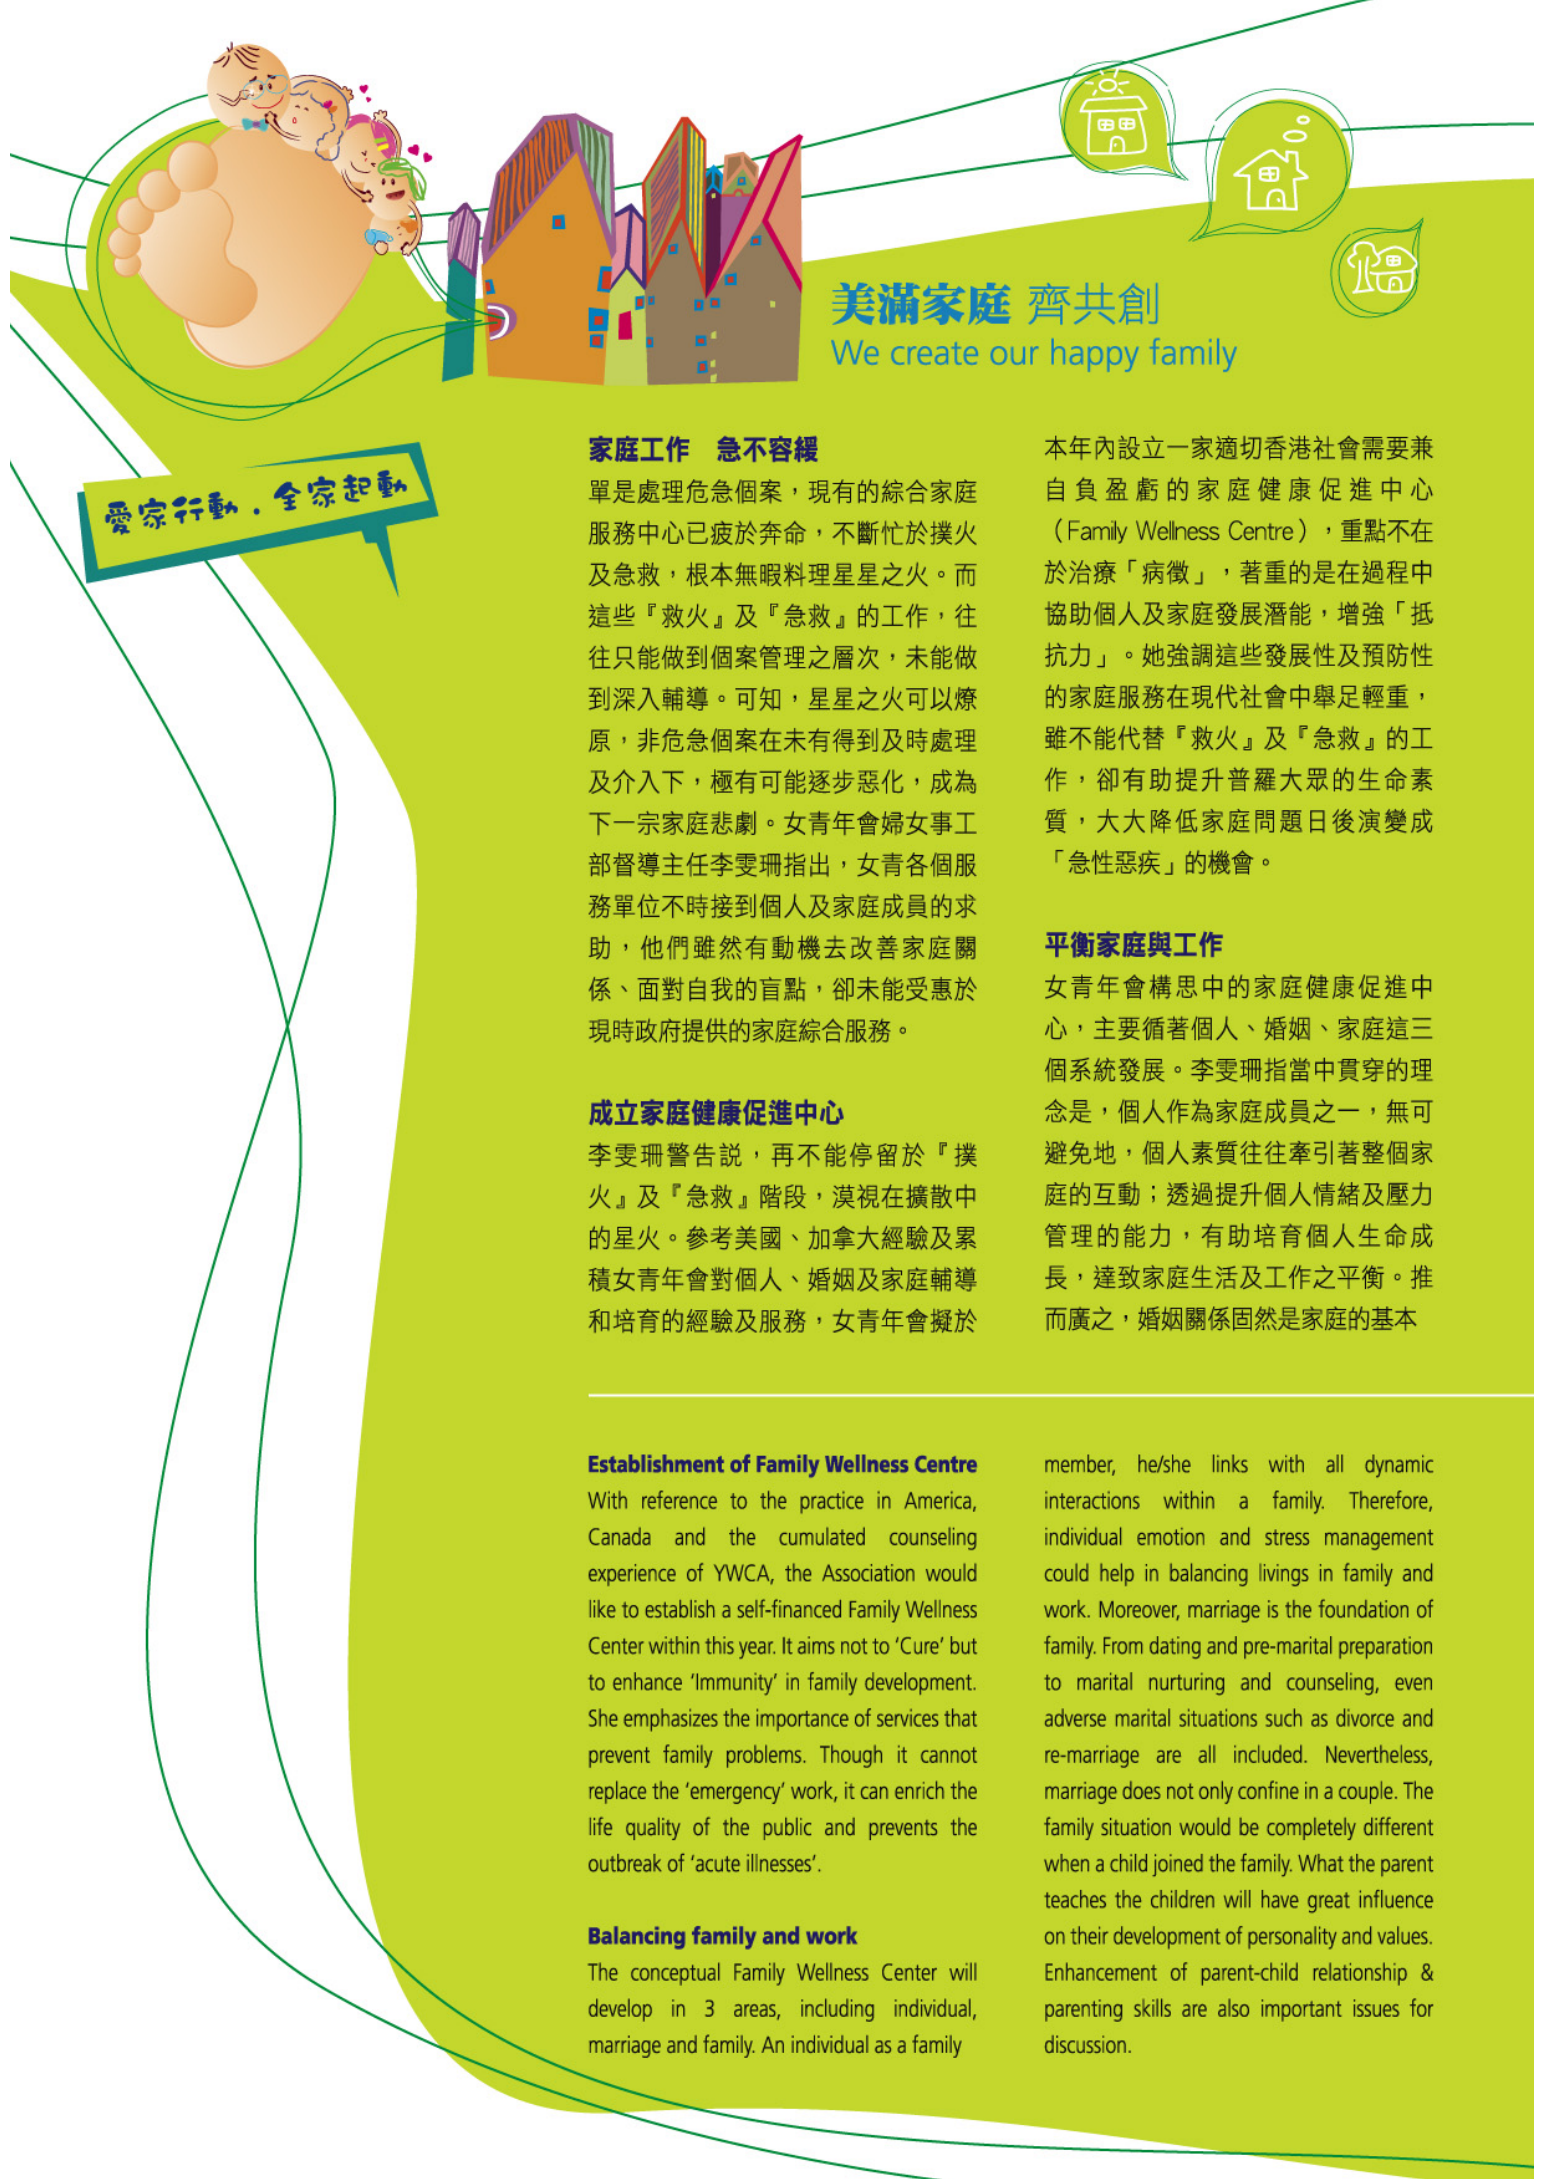 美滿家庭 齊共創
We create our happy family
愛家行動．全家起動
家庭工作　急不容緩
單是處理危急個案，現有的綜合家庭
服務中心已疲於奔命，不斷忙於撲火
及急救，根本無暇料理星星之火。而
這些『救火』及『急救』的工作，往
往只能做到個案管理之層次，未能做
到深入輔導。可知，星星之火可以燎
原，非危急個案在未有得到及時處理
及介入下，極有可能逐步惡化，成為
下一宗家庭悲劇。女青年會婦女事工
部督導主任李雯珊指出，女青各個服
務單位不時接到個人及家庭成員的求
助，他們雖然有動機去改善家庭關
係、面對自我的盲點，卻未能受惠於
現時政府提供的家庭綜合服務。
成立家庭健康促進中心
李雯珊警告說，再不能停留於『撲
火』及『急救』階段，漠視在擴散中
的星火。參考美國、加拿大經驗及累
積女青年會對個人、婚姻及家庭輔導
和培育的經驗及服務，女青年會擬於
本年內設立一家適切香港社會需要兼
自負盈虧的家庭健康促進中心
（Family Wellness Centre），重點不在
於治療「病徵」，著重的是在過程中
協助個人及家庭發展潛能，增強「抵
抗力」。她強調這些發展性及預防性
的家庭服務在現代社會中舉足輕重，
雖不能代替『救火』及『急救』的工
作，卻有助提升普羅大眾的生命素
質，大大降低家庭問題日後演變成
「急性惡疾」的機會。
平衡家庭與工作
女青年會構思中的家庭健康促進中
心，主要循著個人、婚姻、家庭這三
個系統發展。李雯珊指當中貫穿的理
念是，個人作為家庭成員之一，無可
避免地，個人素質往往牽引著整個家
庭的互動；透過提升個人情緒及壓力
管理的能力，有助培育個人生命成
長，達致家庭生活及工作之平衡。推
而廣之，婚姻關係固然是家庭的基本
Establishment of Family Wellness Centre
With reference to the practice in America,
Canada and the cumulated counseling
experience of YWCA, the Association would
like to establish a self-financed Family Wellness
Center within this year. It aims not to ‘Cure’ but
to enhance ‘Immunity’ in family development.
She emphasizes the importance of services that
prevent family problems. Though it cannot
replace the ‘emergency’ work, it can enrich the
life quality of the public and prevents the
outbreak of ‘acute illnesses’.
Balancing family and work
The conceptual Family Wellness Center will
develop in 3 areas, including individual,
marriage and family. An individual as a family
member, he/she links with all dynamic
interactions within a family. Therefore,
individual emotion and stress management
could help in balancing livings in family and
work. Moreover, marriage is the foundation of
family. From dating and pre-marital preparation
to marital nurturing and counseling, even
adverse marital situations such as divorce and
re-marriage are all included. Nevertheless,
marriage does not only confine in a couple. The
family situation would be completely different
when a child joined the family. What the parent
teaches the children will have great influence
on their development of personality and values.
Enhancement of parent-child relationship &
parenting skills are also important issues for
discussion.